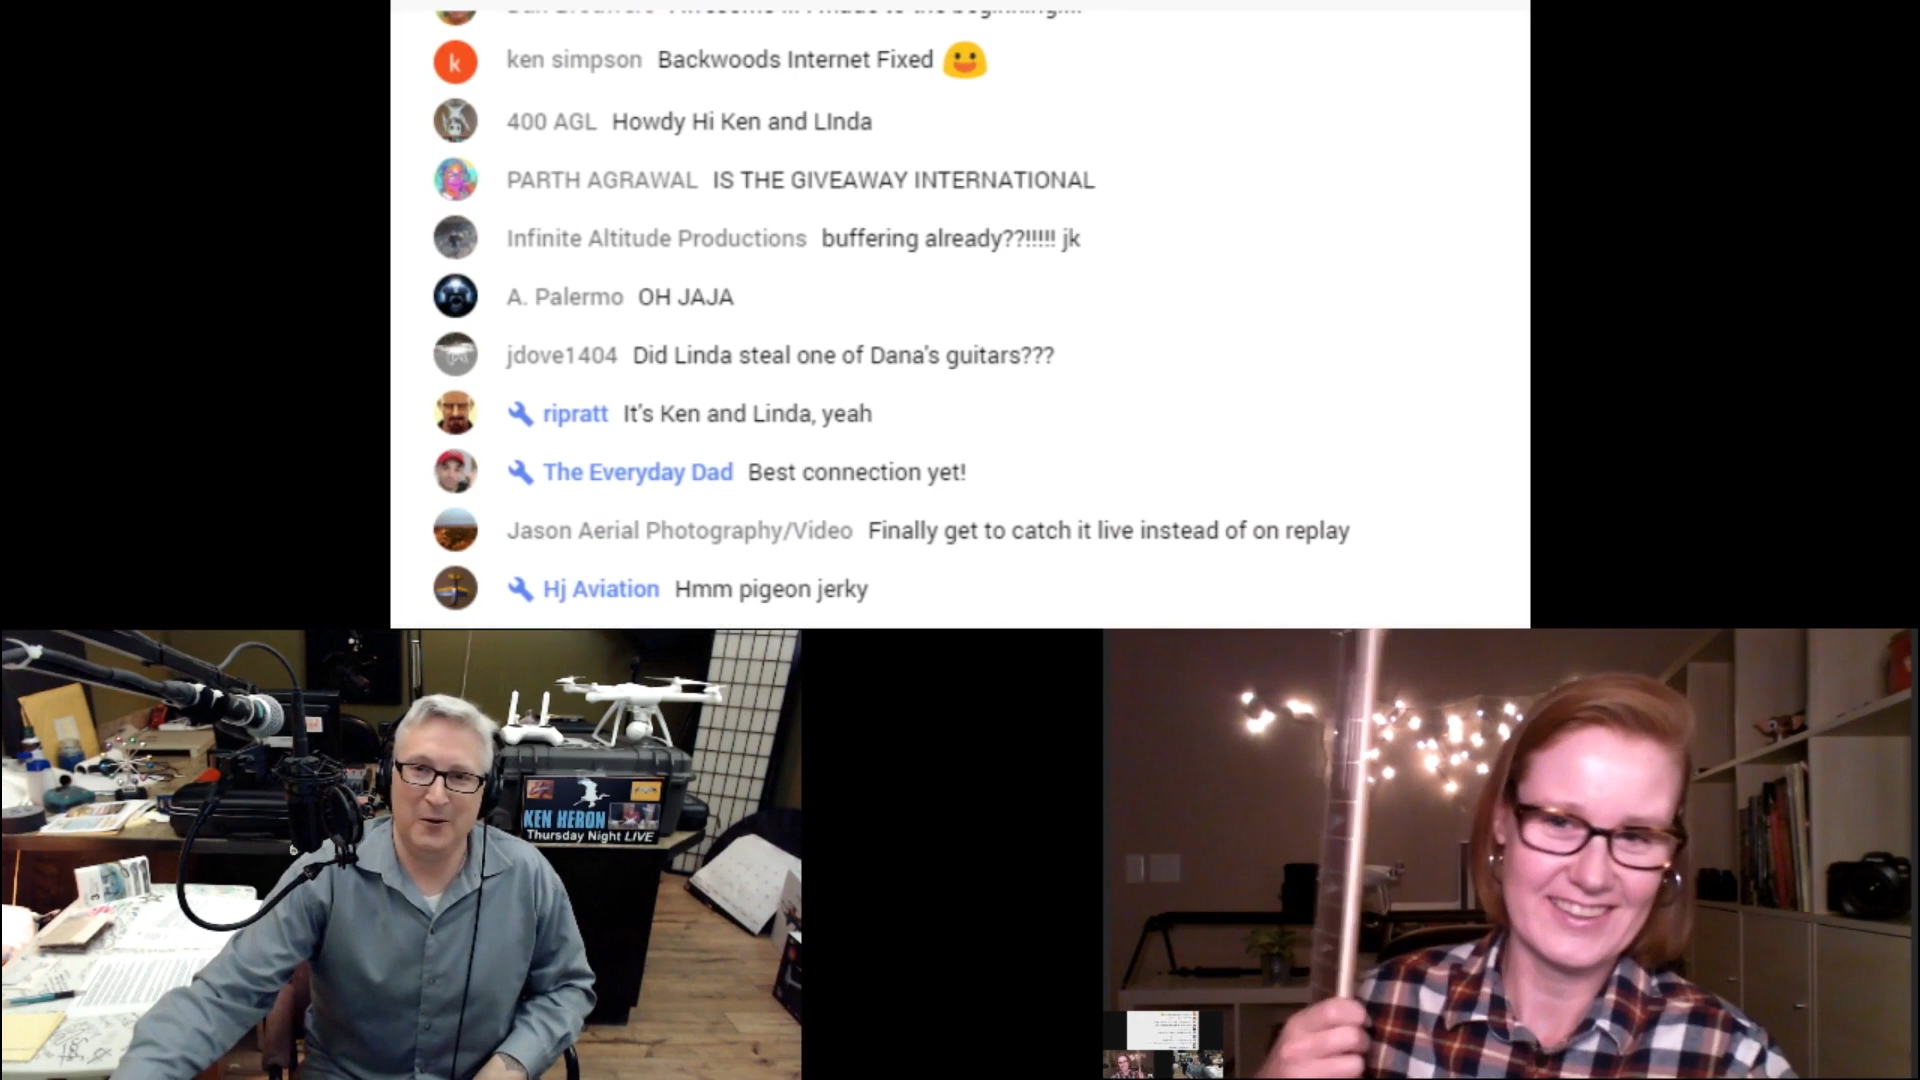 ken simpson Backwoods Internet Fixed
k
400 AGL Howdy Hi Ken and LInda
PARTH AGRAWAL IS THE GIVEAWAY INTERNATIONAL
Infinite Altitude Productions buffering already??!!!!! jk
A. Palermo OH JAJA
jdove1404 Did Linda steal one of Dana's guitars???
ripratt It's Ken and Linda, yeah
The Everyday Dad Best connection yet!
Jason Aerial Photography/Video Finally get to catch it live instead of on replay
Hj Aviation Hmm pigeon jerky
KEN HERON
Thursday Night LIVE